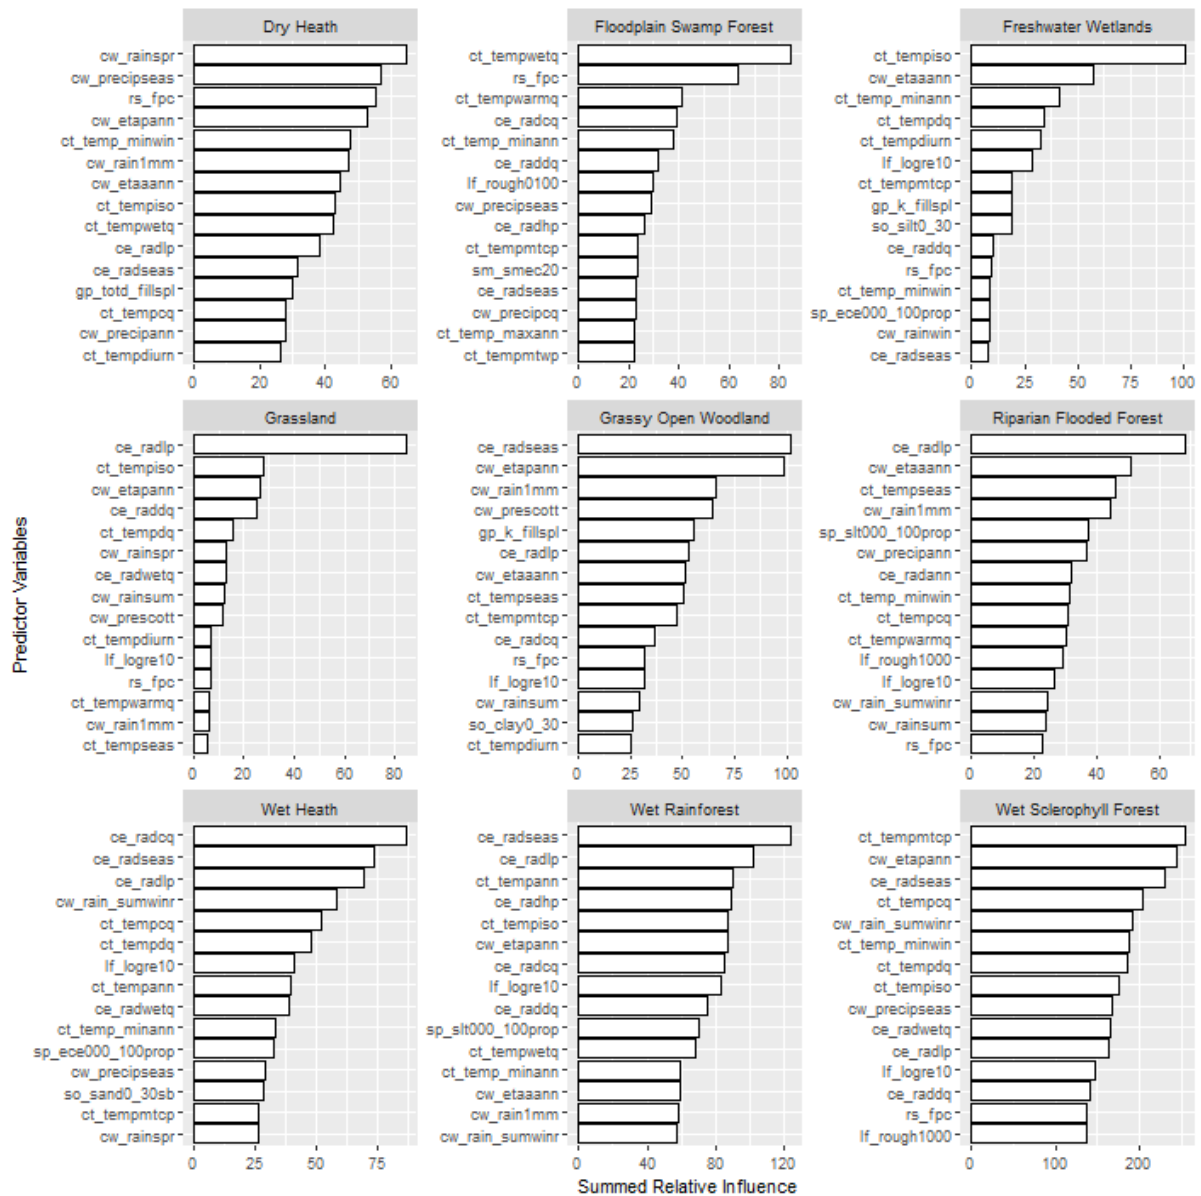 Dry Heath
cw_rainspr
cw_precipseas
rs_fpc
cw_etapann
ct_temp_minwin
cw_rain1mm
cw_etaaann
ct_tempiso
ct_tempwetq
ce_radlp
ce_radseas
gp_totd_fillspl
ct_tempcq
cw_precipann
ct_tempdiurn
0 20 40 60
Floodplain Swamp Forest
ct_tempwetq
rs_fpc
ct_tempwarmq
ce_radcq
ct_temp_minann
ce_raddq
lf_rough0100
cw_precipseas
ce_radhp
ct_tempmtcp
sm_smec20
ce_radseas
cw_precipcq
ct_temp_maxann
ct_tempmtwp
0 20 40 60 80
Freshwater Wetlands
ct_tempiso
cw_etaaann
ct_temp_minann
ct_tempdq
ct_tempdiurn
lf_logre10
ct_tempmtcp
gp_k_fillspl
so_silt0_30
ce_raddq
rs_fpc
ct_temp_minwin
sp_ece000_100prop
cw_rainwin
ce_radseas
0 25 50 75 100
Predictor Variables
Grassland
ce_radlp
ct_tempiso
cw_etapann
ce_raddq
ct_tempdq
cw_rainspr
ce_radwetq
cw_rainsum
cw_prescott
ct_tempdiurn
lf_logre10
rs_fpc
ct_tempwarmq
cw_rain1mm
ct_tempseas
0 20 40 60 80
Grassy Open Woodland
ce_radseas
cw_etapann
cw_rain1mm
cw_prescott
gp_k_fillspl
ce_radlp
cw_etaaann
ct_tempseas
ct_tempmtcp
ce_radcq
rs_fpc
lf_logre10
cw_rainsum
so_clay0_30
ct_tempdiurn
0 25 50 75 100
Riparian Flooded Forest
ce_radlp
cw_etaaann
ct_tempseas
cw_rain1mm
sp_slt000_100prop
cw_precipann
ce_radann
ct_temp_minwin
ct_tempcq
ct_tempwarmq
lf_rough1000
lf_logre10
cw_rain_sumwinr
cw_rainsum
rs_fpc
0 20 40 60
Wet Heath
ce_radcq
ce_radseas
ce_radlp
cw_rain_sumwinr
ct_tempcq
ct_tempdq
lf_logre10
ct_tempann
ce_radwetq
ct_temp_minann
sp_ece000_100prop
cw_precipseas
so_sand0_30sb
ct_tempmtcp
cw_rainspr
0 25 50 75
Wet Rainforest
ce_radseas
ce_radlp
ct_tempann
ce_radhp
ct_tempiso
cw_etapann
ce_radcq
lf_logre10
ce_raddq
sp_slt000_100prop
ct_tempwetq
ct_temp_minann
cw_etaaann
cw_rain1mm
cw_rain_sumwinr
0 40 80 120
Wet Sclerophyll Forest
ct_tempmtcp
cw_etapann
ce_radseas
ct_tempcq
cw_rain_sumwinr
ct_temp_minwin
ct_tempdq
ct_tempiso
cw_precipseas
ce_radwetq
ce_radlp
lf_logre10
ce_raddq
rs_fpc
lf_rough1000
0 100 200
Summed Relative Influence